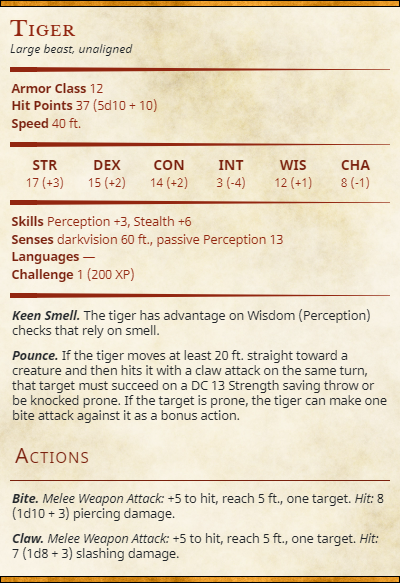 TIGER
Large beast, unaligned
Armor Class 12
Hit Points 37 (5d10 + 10)
Speed 40 ft.
STR DEX CON INT WIS CHA
17 (+3) 15 (+2) 14 (+2) 3 (-4) 12 (+1) 8 (-1)
Skills Perception +3, Stealth +6
Senses darkvision 60 ft., passive Perception 13
Languages —
Challenge 1 (200 XP)
Keen Smell. The tiger has advantage on Wisdom (Perception)
checks that rely on smell.
Pounce. If the tiger moves at least 20 ft. straight toward a
creature and then hits it with a claw attack on the same turn,
that target must succeed on a DC 13 Strength saving throw or
be knocked prone. If the target is prone, the tiger can make one
bite attack against it as a bonus action.
ACTIONS
Bite. Melee Weapon Attack: +5 to hit, reach 5 ft., one target. Hit: 8
(1d10 + 3) piercing damage.
Claw. Melee Weapon Attack: +5 to hit, reach 5 ft., one target. Hit:
7 (1d8 + 3) slashing damage.